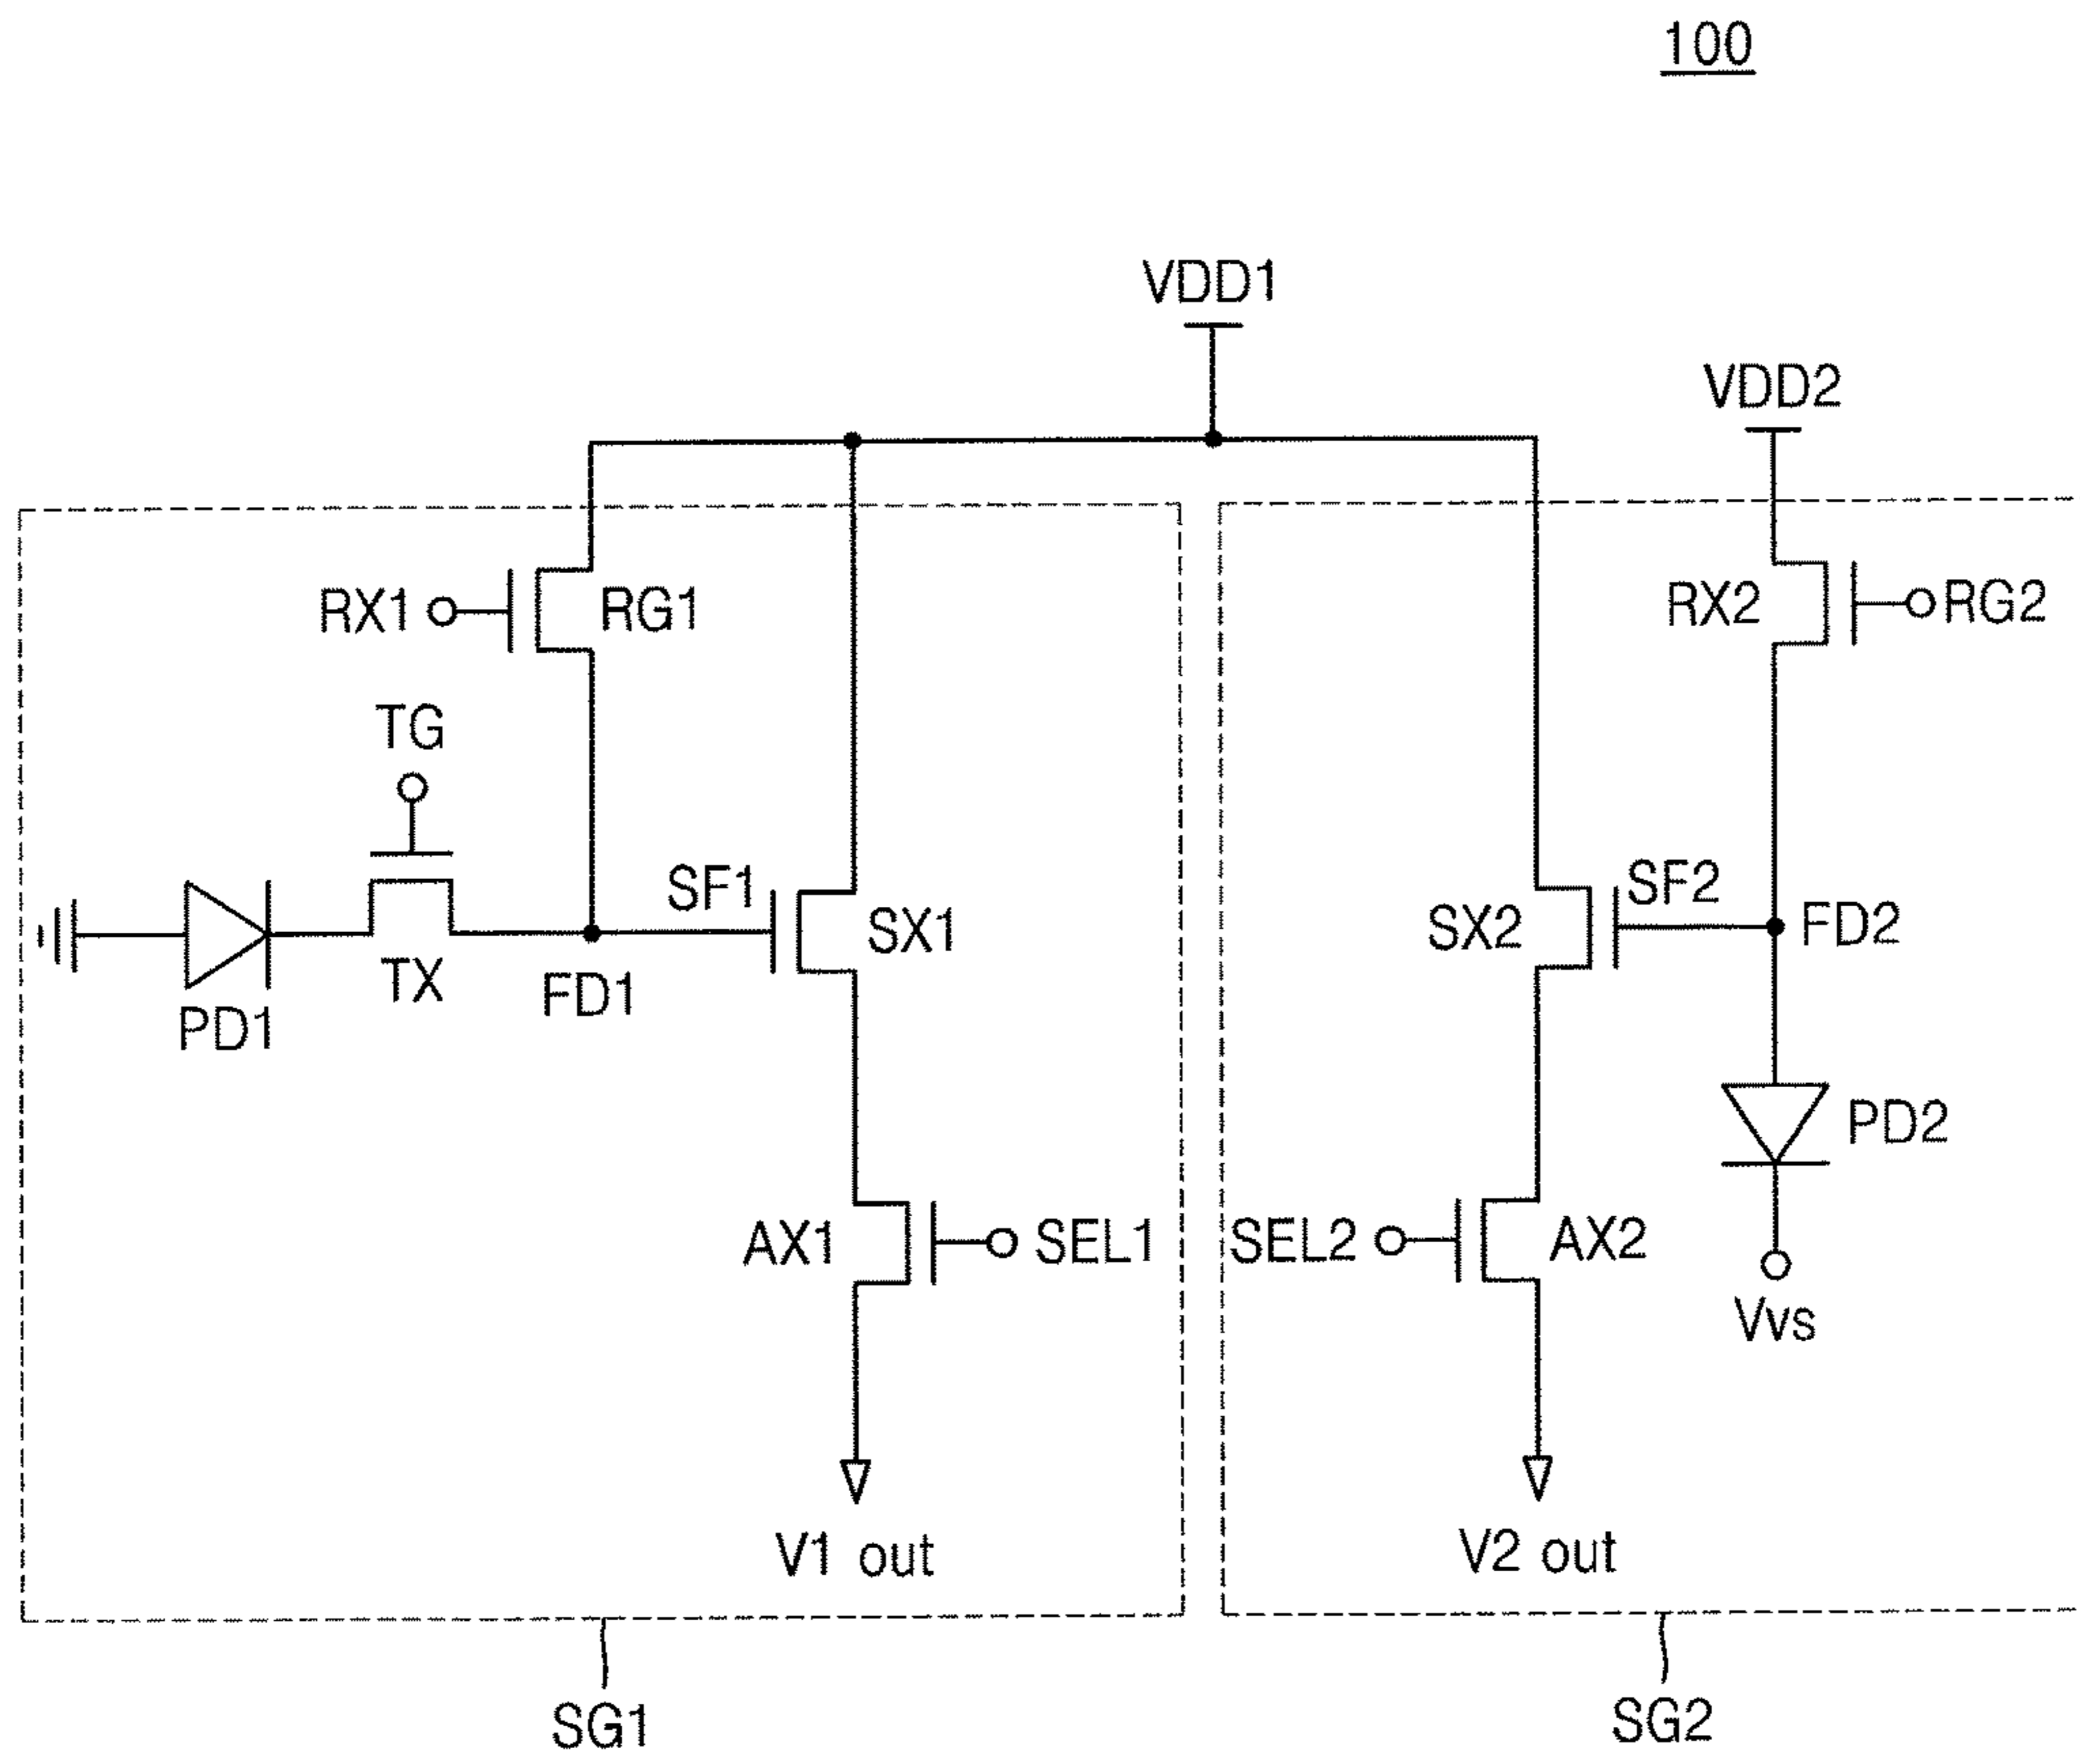 100
VDD1
VDD2
RX1
RG1
RX2
RG2
TG
SF1
SX1
SX2
SF2
FD2
TX
FD1
PD1
PD2
AX1
SEL1
SEL2
AX2
Vvs
V1 out
V2 out
SG1
SG2